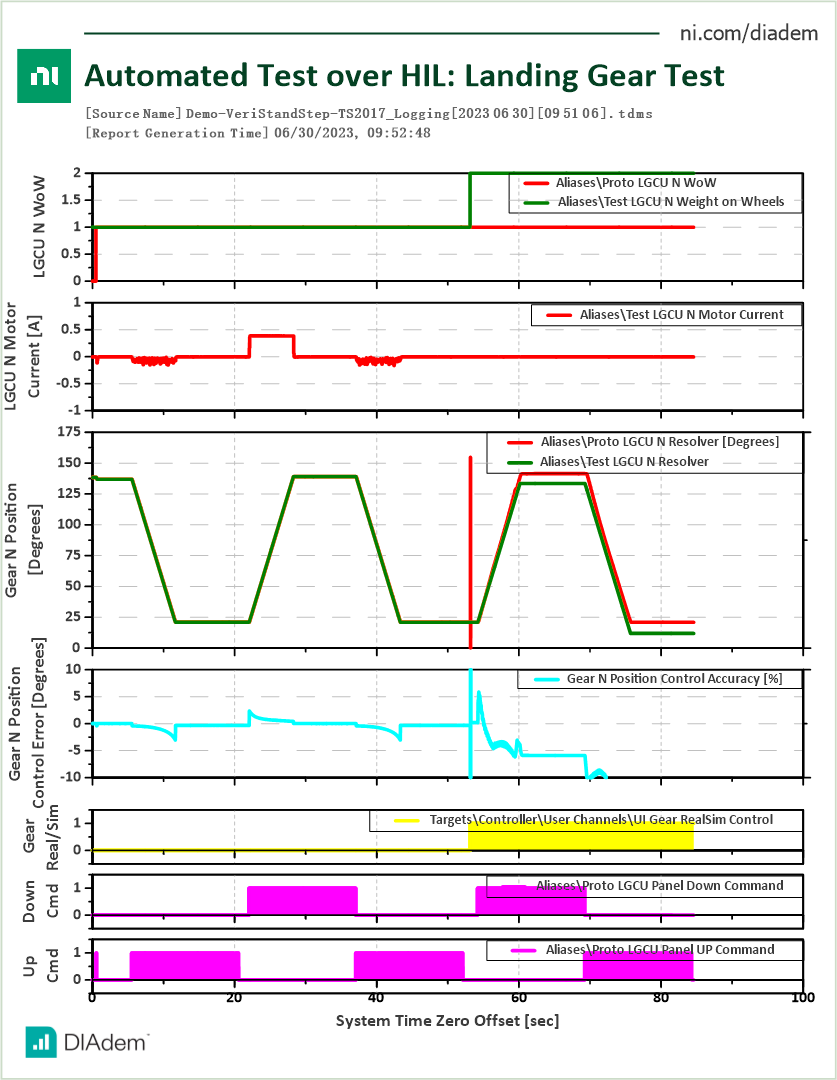 ni.com/diadem
ni
Automated Test over HIL: Landing Gear Test
[Source Name] Demo-VeriStandStep-TS2017_Logging[2023 06 30][09 51 06].tdms
[Report Generation Time] 06/30/2023, 09:52:48
LGCU N WoW
2
1.5
1
0.5
0
Aliases\Proto LGCU N WoW
Aliases\Test LGCU N Weight on Wheels
LGCU N Motor
Current [A]
1
0.5
0
-0.5
-1
Aliases\Test LGCU N Motor Current
Gear N Position
[Degrees]
175
150
125
100
75
50
25
0
Aliases\Proto LGCU N Resolver [Degrees]
Aliases\Test LGCU N Resolver
Gear N Position
Control Error [Degrees]
10
5
0
-5
-10
Gear N Position Control Accuracy [%]
Gear
Real/Sim
1
0
Targets\Controller\User Channels\UI Gear RealSim Control
Down
Cmd
1
0
Aliases\Proto LGCU Panel Down Command
Up
Cmd
1
0
Aliases\Proto LGCU Panel UP Command
0 20 40 60 80 100
System Time Zero Offset [sec]
DIAdem™